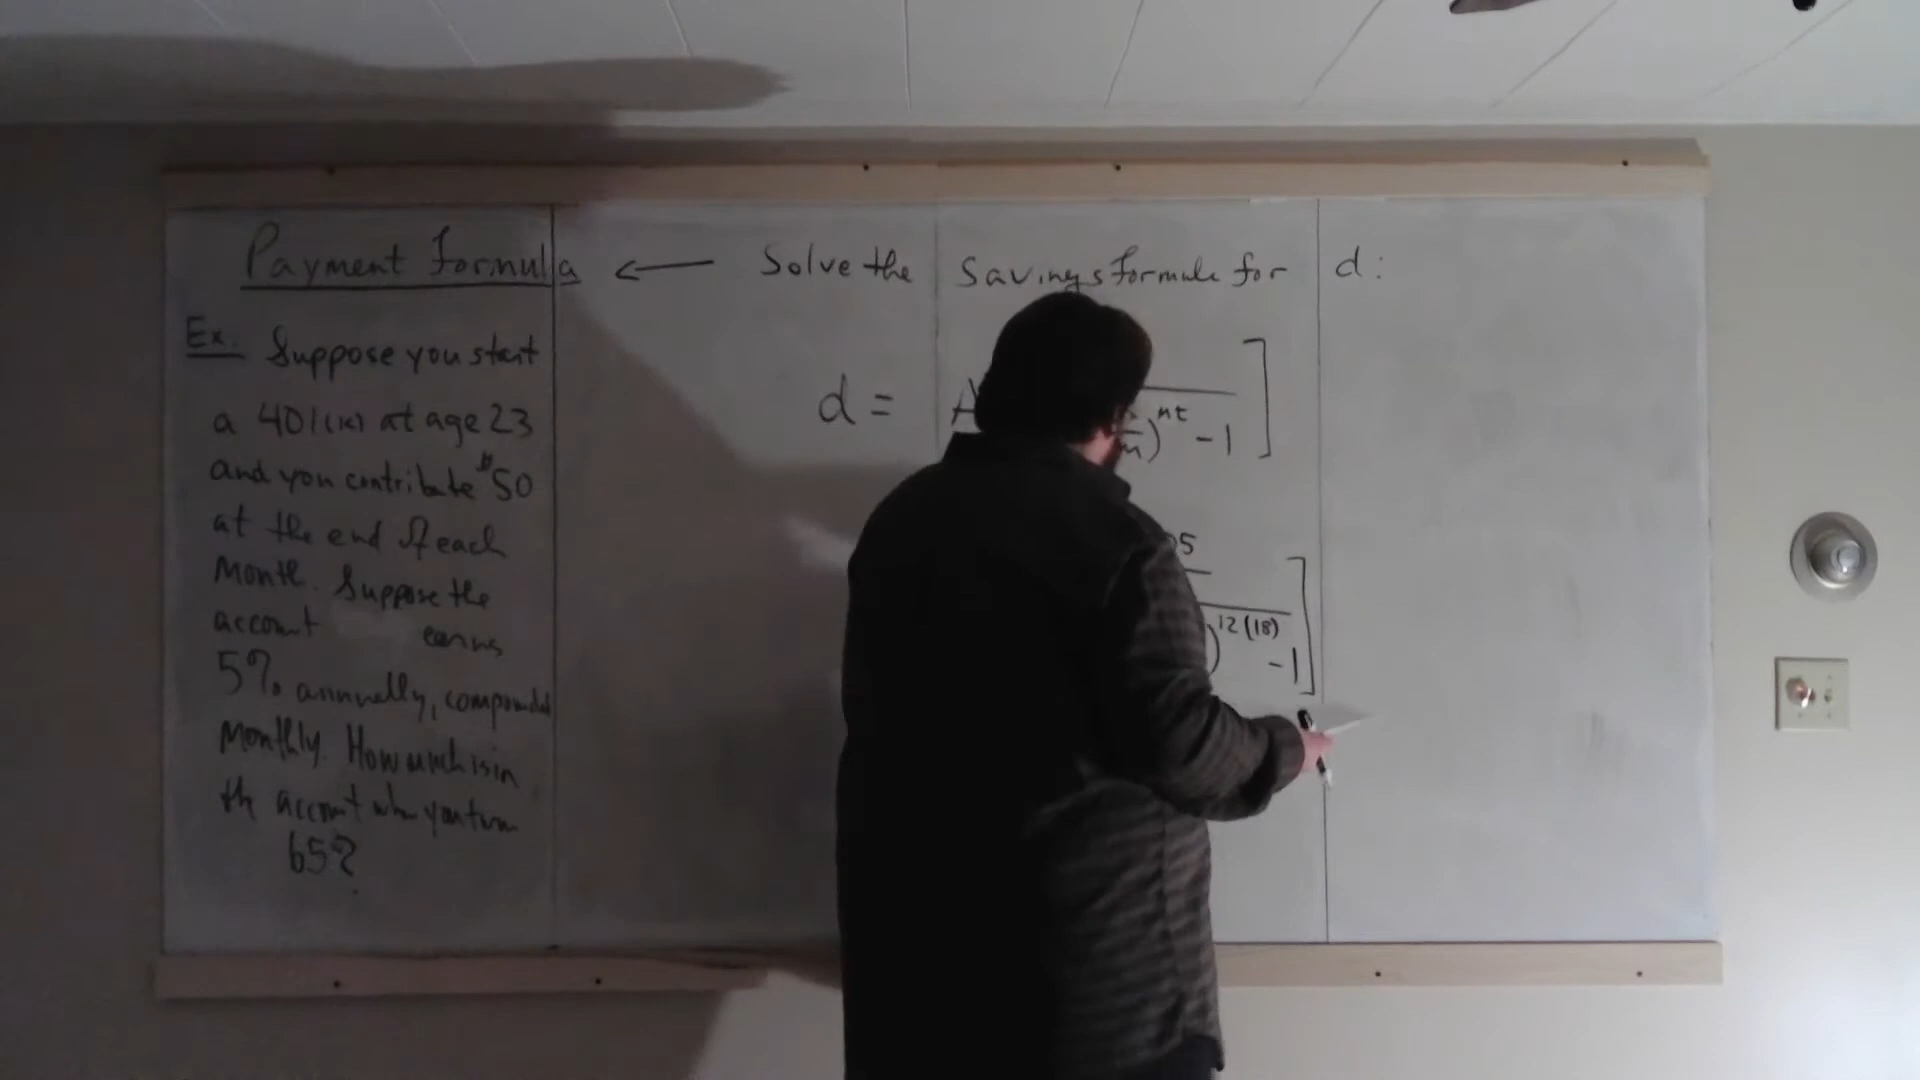 Payment Formula ← Solve the Savings Formula for d:
Ex. Suppose you start
a 401(k) at age 23
and you contribute $50
at the end of each
Month. Suppose the
account earns
5% annually, compounded
Monthly. How much is in
the account when you turn
65?
d = A
nt
m) -1 ]
05
12(18)
) -1 ]